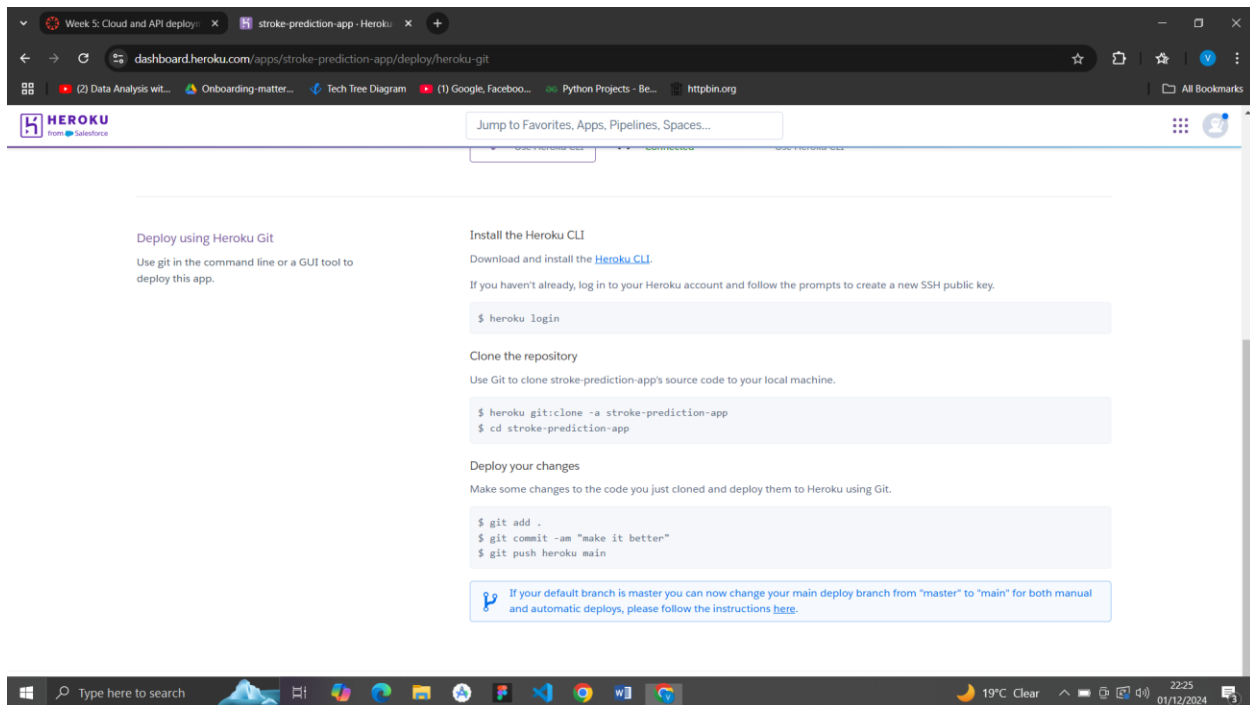 Week 5: Cloud and API deployn
stroke-prediction-app · Heroku
dashboard.heroku.com/apps/stroke-prediction-app/deploy/heroku-git
V
(2) Data Analysis wit...
Onboarding-matter...
Tech Tree Diagram
(1) Google, Faceboo...
Python Projects - Be...
httpbin.org
All Bookmarks
HEROKU
from Salesforce
Jump to Favorites, Apps, Pipelines, Spaces...
Use Heroku CLI
Connected
Use Heroku CLI
Deploy using Heroku Git
Use git in the command line or a GUI tool to
deploy this app.
Install the Heroku CLI
Download and install the Heroku CLI.
If you haven't already, log in to your Heroku account and follow the prompts to create a new SSH public key.
$ heroku login
Clone the repository
Use Git to clone stroke-prediction-app's source code to your local machine.
$ heroku git:clone -a stroke-prediction-app
$ cd stroke-prediction-app
Deploy your changes
Make some changes to the code you just cloned and deploy them to Heroku using Git.
$ git add .
$ git commit -am "make it better"
$ git push heroku main
If your default branch is master you can now change your main deploy branch from "master" to "main" for both manual
and automatic deploys, please follow the instructions here.
Type here to search
19°C Clear
22:25
01/12/2024
3